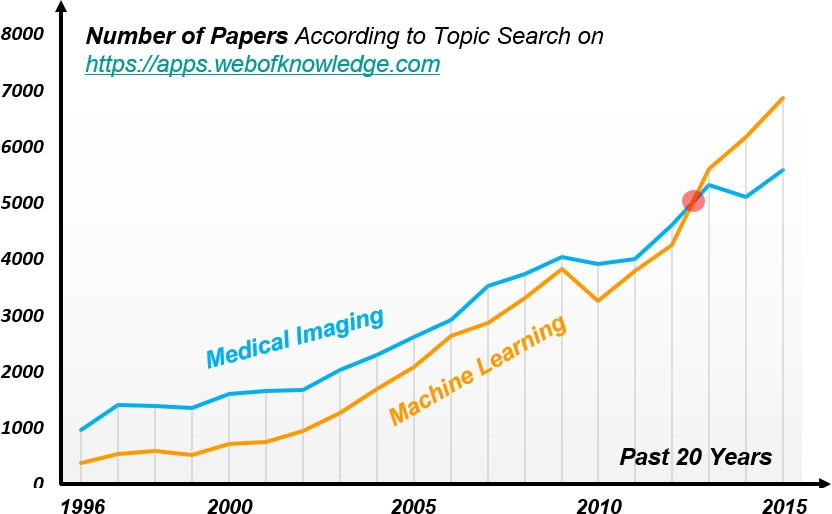 8000
Number of Papers According to Topic Search on
https://apps.webofknowledge.com
7000
6000
5000
4000
3000
Medical Imaging
Machine Learning
2000
1000
Past 20 Years
0
1996 2000 2005 2010 2015